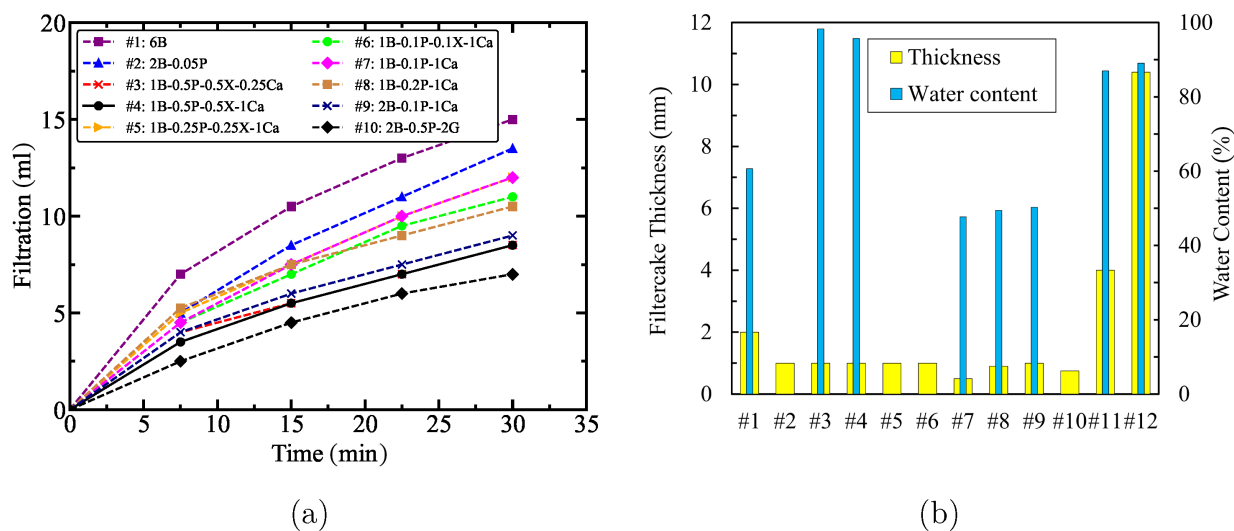 20
15
10
5
0
Filtration (ml)
#1: 6B
#2: 2B-0.05P
#3: 1B-0.5P-0.5X-0.25Ca
#4: 1B-0.5P-0.5X-1Ca
#5: 1B-0.25P-0.25X-1Ca
#6: 1B-0.1P-0.1X-1Ca
#7: 1B-0.1P-1Ca
#8: 1B-0.2P-1Ca
#9: 2B-0.1P-1Ca
#10: 2B-0.5P-2G
0 5 10 15 20 25 30 35
Time (min)
(a)
12
10
8
6
4
2
0
Filtercake Thickness (mm)
Thickness
Water content
100
80
60
40
20
0
Water Content (%)
#1 #2 #3 #4 #5 #6 #7 #8 #9 #10 #11 #12
(b)